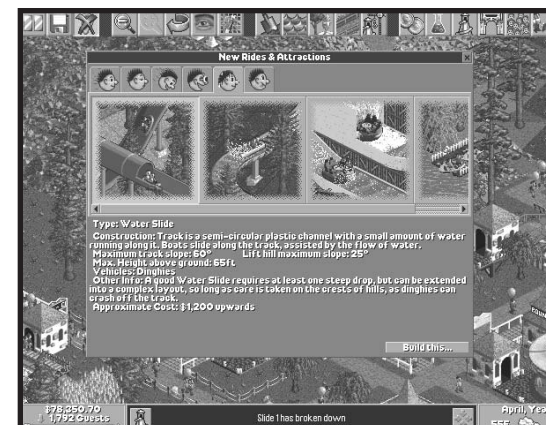 New Rides & Attractions
Type: Water Slide
Construction: Track is a semi-circular plastic channel with a small amount of water
running along it. Boats slide along the track, assisted by the flow of water.
Maximum track slope: 60° Lift hill maximum slope: 25°
Max. Height above ground: 65ft
Vehicles: Dinghies
Other Info: A good Water Slide requires at least one steep drop, but can be extended
into a complex layout, so long as care is taken on the crests of hills, as dinghies can
crash off the track.
Approximate Cost: $1,200 upwards
Build this...
$78,350.70
1,792 Guests
Slide 1 has broken down
April, Yea